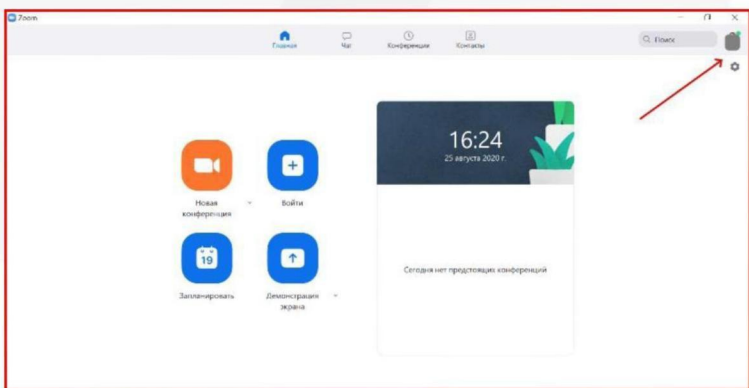 Zoom
Главная
Чат
Конференции
Контакты
Поиск
16:24
25 августа 2020 г.
Новая
конференция
Войти
19
Запланировать
Демонстрация
экрана
Сегодня нет предстоящих конференций